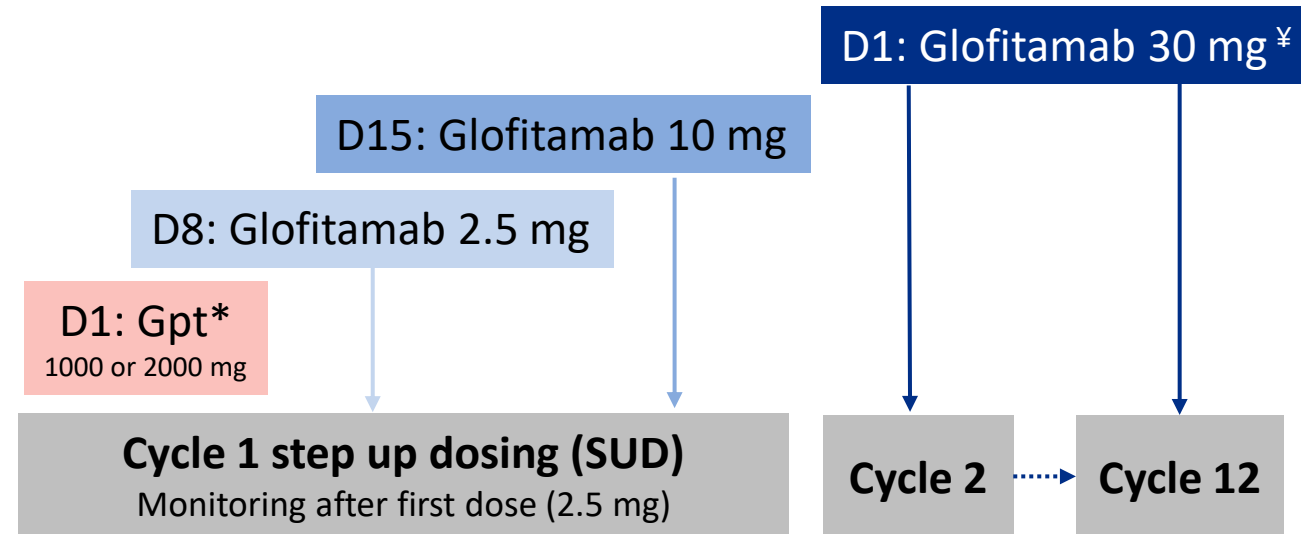 D1: Glofitamab 30 mg ¥
D15: Glofitamab 10 mg
D8: Glofitamab 2.5 mg
D1: Gpt*
1000 or 2000 mg
Cycle 1 step up dosing (SUD)
Monitoring after first dose (2.5 mg)
Cycle 2
Cycle 12